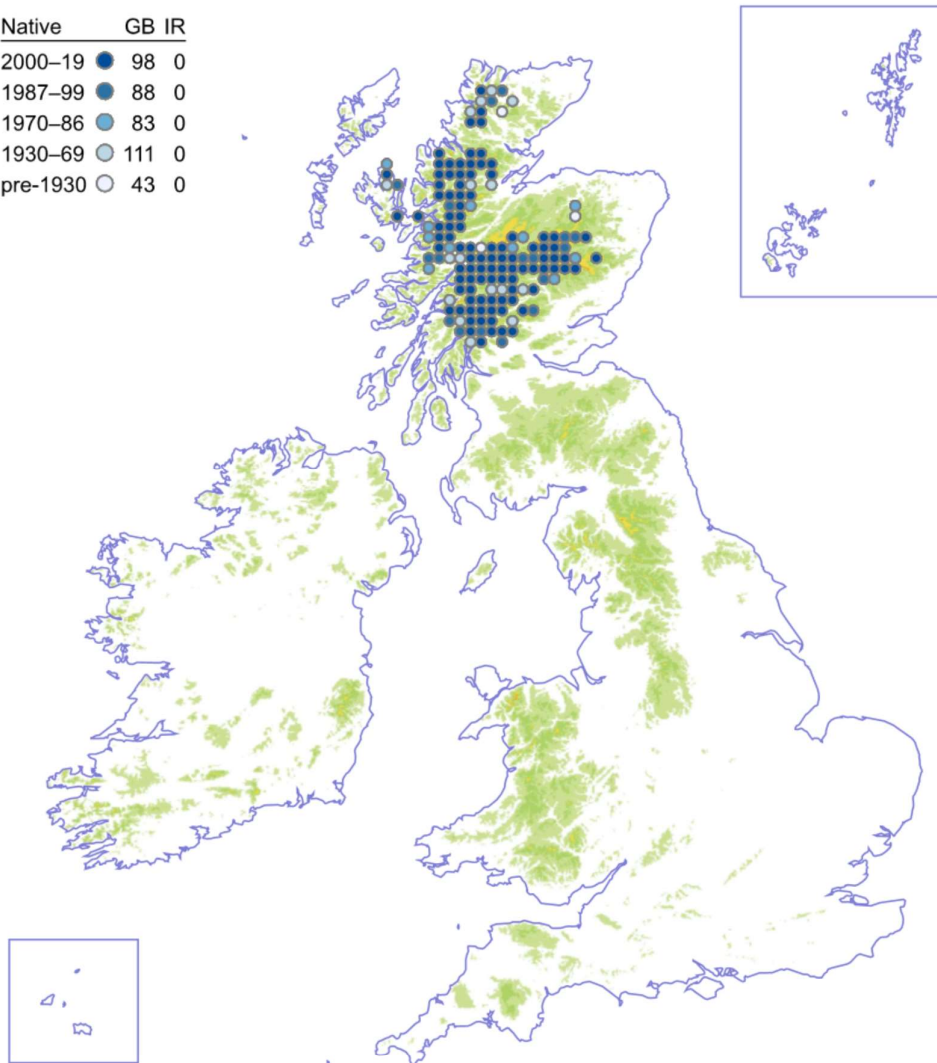 Native GB IR
2000–19 98 0
1987–99 88 0
1970–86 83 0
1930–69 111 0
pre-1930 43 0